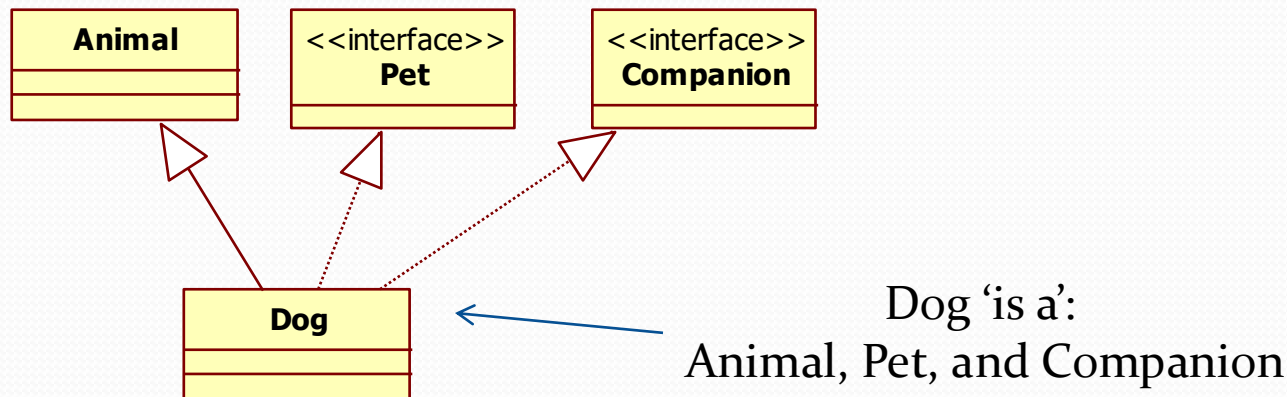 Animal
<<interface>>
Pet
<<interface>>
Companion
Dog
Dog ‘is a’:
Animal, Pet, and Companion